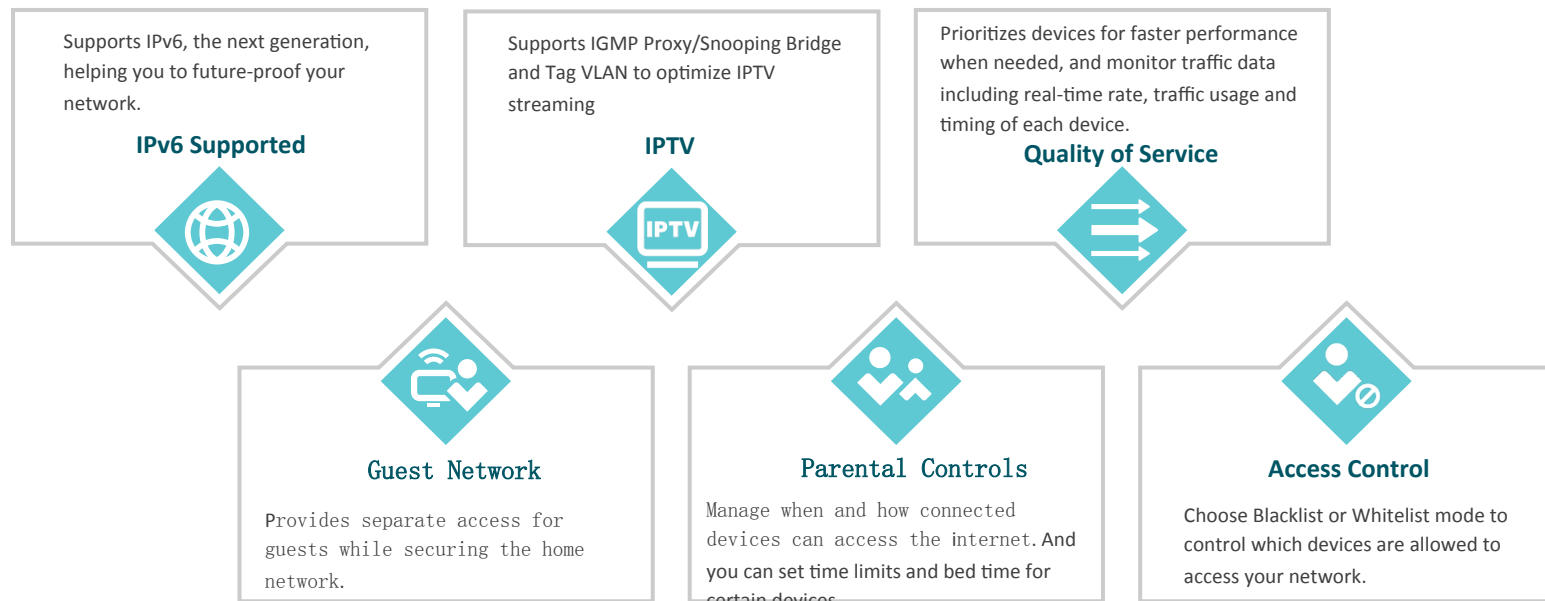 Supports IPv6, the next generation,
helping you to future-proof your
network.
IPv6 Supported
Supports IGMP Proxy/Snooping Bridge
and Tag VLAN to optimize IPTV
streaming
IPTV
IPTV
Prioritizes devices for faster performance
when needed, and monitor traffic data
including real-time rate, traffic usage and
timing of each device.
Quality of Service
Guest Network
Provides separate access for
guests while securing the home
network.
Parental Controls
Manage when and how connected
devices can access the internet. And
you can set time limits and bed time for
certain devices
Access Control
Choose Blacklist or Whitelist mode to
control which devices are allowed to
access your network.